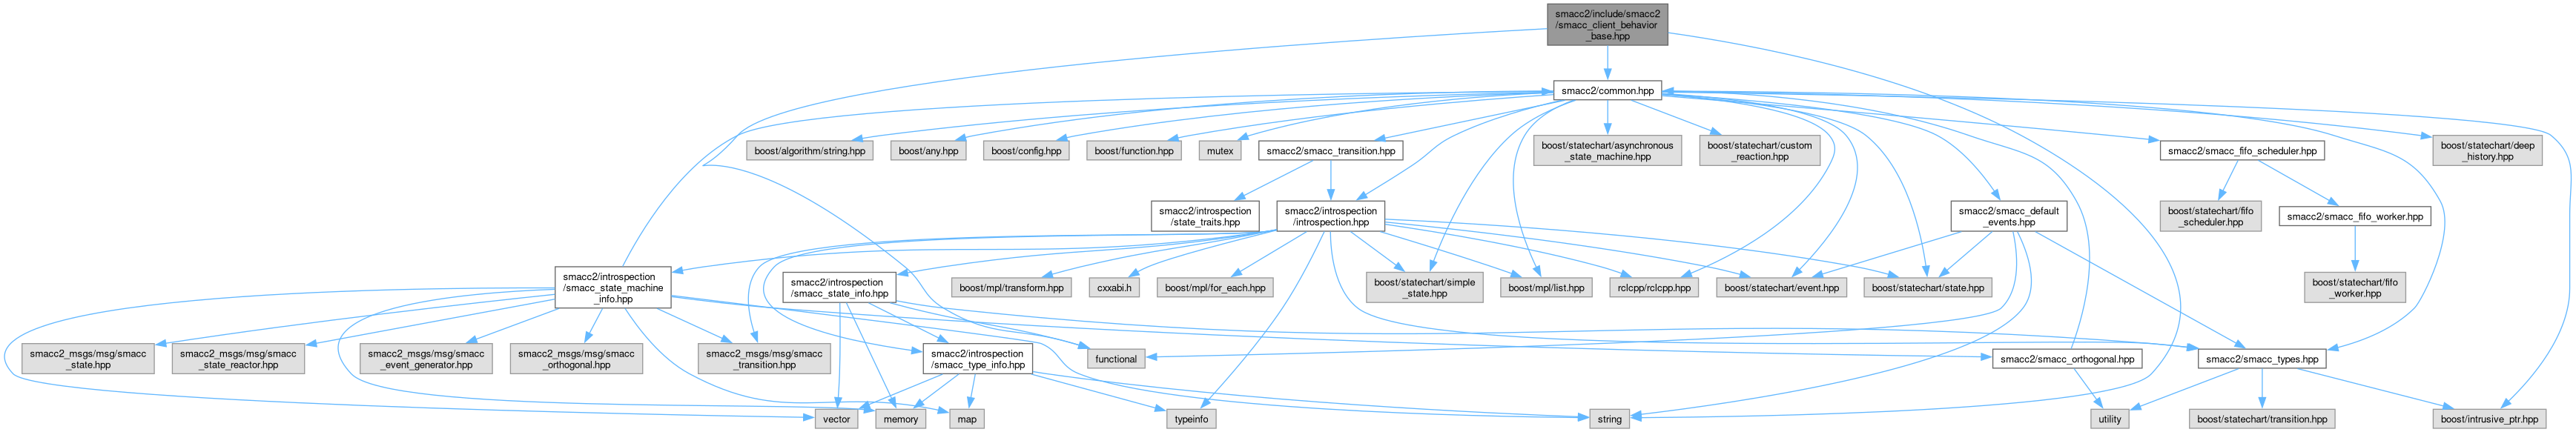 smacc2/include/smacc2
/smacc_client_behavior
_base.hpp
smacc2/common.hpp
boost/algorithm/string.hpp
boost/any.hpp
boost/config.hpp
boost/function.hpp
mutex
smacc2/smacc_transition.hpp
boost/statechart/asynchronous
_state_machine.hpp
boost/statechart/custom
_reaction.hpp
smacc2/smacc_fifo_scheduler.hpp
boost/statechart/deep
_history.hpp
smacc2/introspection
/state_traits.hpp
smacc2/introspection
/introspection.hpp
smacc2/smacc_default
_events.hpp
boost/statechart/fifo
_scheduler.hpp
smacc2/smacc_fifo_worker.hpp
smacc2/introspection
/smacc_state_machine
_info.hpp
smacc2/introspection
/smacc_state_info.hpp
boost/mpl/transform.hpp
cxxabi.h
boost/mpl/for_each.hpp
boost/statechart/simple
_state.hpp
boost/mpl/list.hpp
rclcpp/rclcpp.hpp
boost/statechart/event.hpp
boost/statechart/state.hpp
boost/statechart/fifo
_worker.hpp
smacc2_msgs/msg/smacc
_state.hpp
smacc2_msgs/msg/smacc
_state_reactor.hpp
smacc2_msgs/msg/smacc
_event_generator.hpp
smacc2_msgs/msg/smacc
_orthogonal.hpp
smacc2_msgs/msg/smacc
_transition.hpp
smacc2/introspection
/smacc_type_info.hpp
functional
smacc2/smacc_orthogonal.hpp
smacc2/smacc_types.hpp
vector
memory
map
typeinfo
string
utility
boost/statechart/transition.hpp
boost/intrusive_ptr.hpp